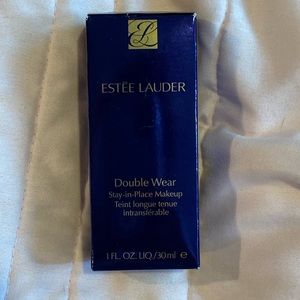 ESTĒE LAUDER
Double Wear
Stay-in-Place Makeup
Teint longue tenue
intransférable
1 FL. OZ. LIQ./30 ml e